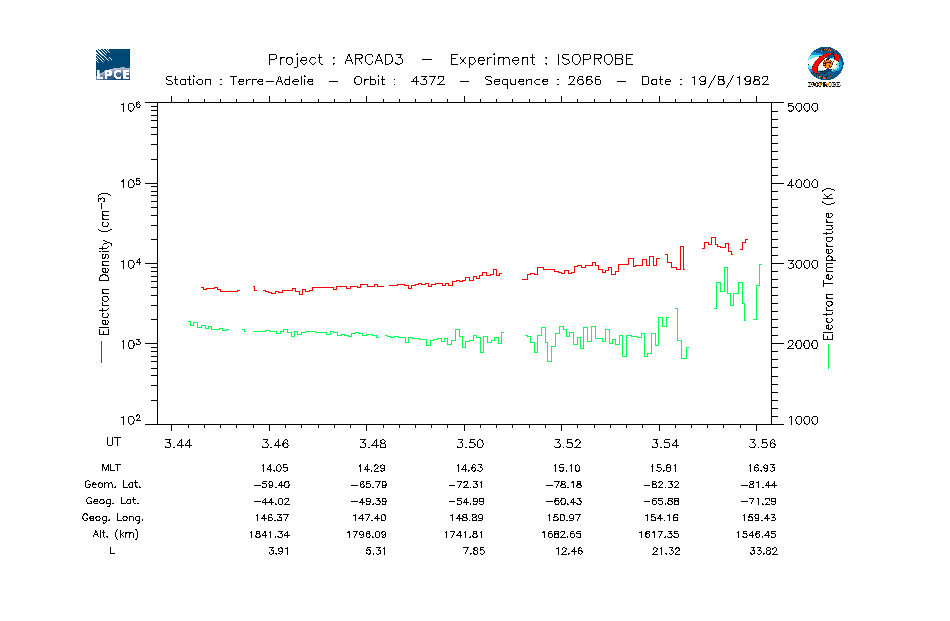 LPCE
Project : ARCAD3 — Experiment : ISOPROBE
Station : Terre-Adelie — Orbit : 4372 — Sequence : 2666 — Date : 19/8/1982
ISOPROBE
10⁶ 5000
10⁵ 4000
10⁴ 3000
10³ 2000
10² 1000
Electron Density (cm⁻³)
Electron Temperature (K)
UT 3.44 3.46 3.48 3.50 3.52 3.54 3.56
MLT 14.05 14.29 14.63 15.10 15.81 16.93
Geom. Lat. −59.40 −65.79 −72.31 −78.18 −82.32 −81.44
Geog. Lat. −44.02 −49.39 −54.99 −60.43 −65.88 −71.29
Geog. Long. 146.37 147.40 148.89 150.97 154.16 159.43
Alt. (km) 1841.34 1796.09 1741.81 1682.65 1617.35 1546.45
L 3.91 5.31 7.85 12.46 21.32 33.82